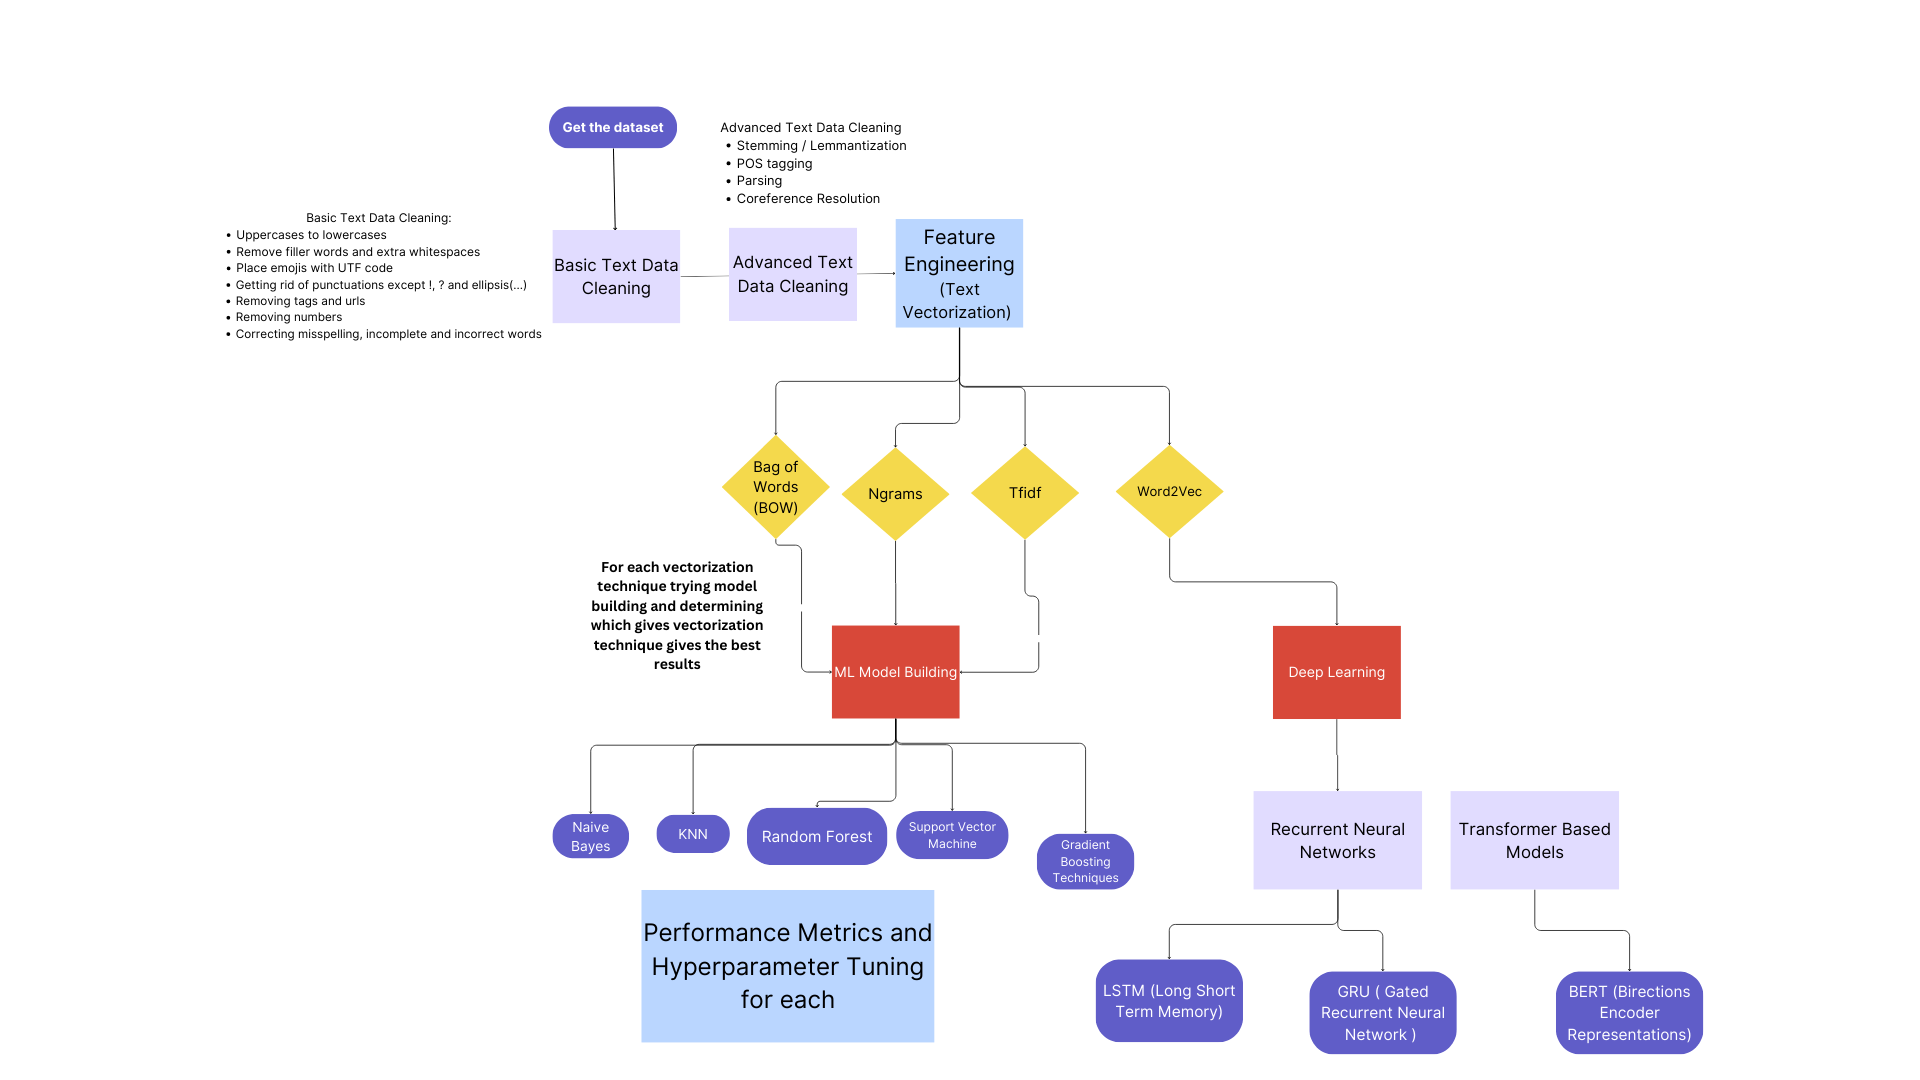 Get the dataset
Advanced Text Data Cleaning
• Stemming / Lemmantization
• POS tagging
• Parsing
• Coreference Resolution
Basic Text Data Cleaning:
• Uppercases to lowercases
• Remove filler words and extra whitespaces
• Place emojis with UTF code
• Getting rid of punctuations except !, ? and ellipsis(...)
• Removing tags and urls
• Removing numbers
• Correcting misspelling, incomplete and incorrect words
Basic Text Data
Cleaning
Advanced Text
Data Cleaning
Feature
Engineering
(Text
Vectorization)
Bag of
Words
(BOW)
Ngrams
Tfidf
Word2Vec
For each vectorization
technique trying model
building and determining
which gives vectorization
technique gives the best
results
ML Model Building
Deep Learning
Naive
Bayes
KNN
Random Forest
Support Vector
Machine
Gradient
Boosting
Techniques
Recurrent Neural
Networks
Transformer Based
Models
Performance Metrics and
Hyperparameter Tuning
for each
LSTM (Long Short
Term Memory)
GRU ( Gated
Recurrent Neural
Network )
BERT (Birections
Encoder
Representations)